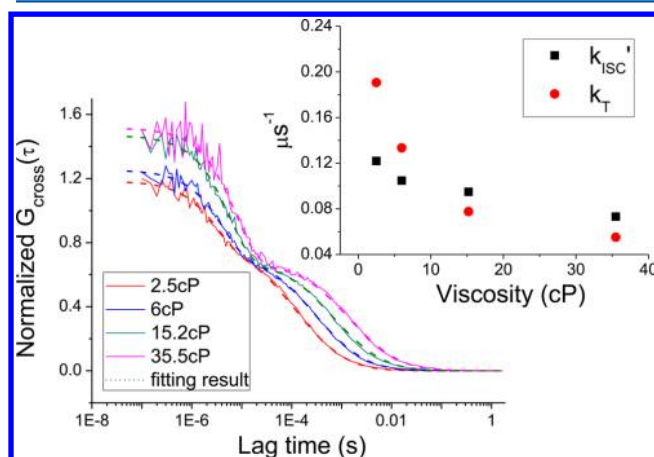 k_ISC'
k_T
0.24
0.20
0.16
0.12
0.08
0.04
μs⁻¹
0 10 20 30 40
Viscosity (cP)
1.6
1.2
0.8
0.4
0.0
Normalized G_cross(τ)
2.5cP
6cP
15.2cP
35.5cP
fitting result
1E-8 1E-6 1E-4 0.01 1
Lag time (s)